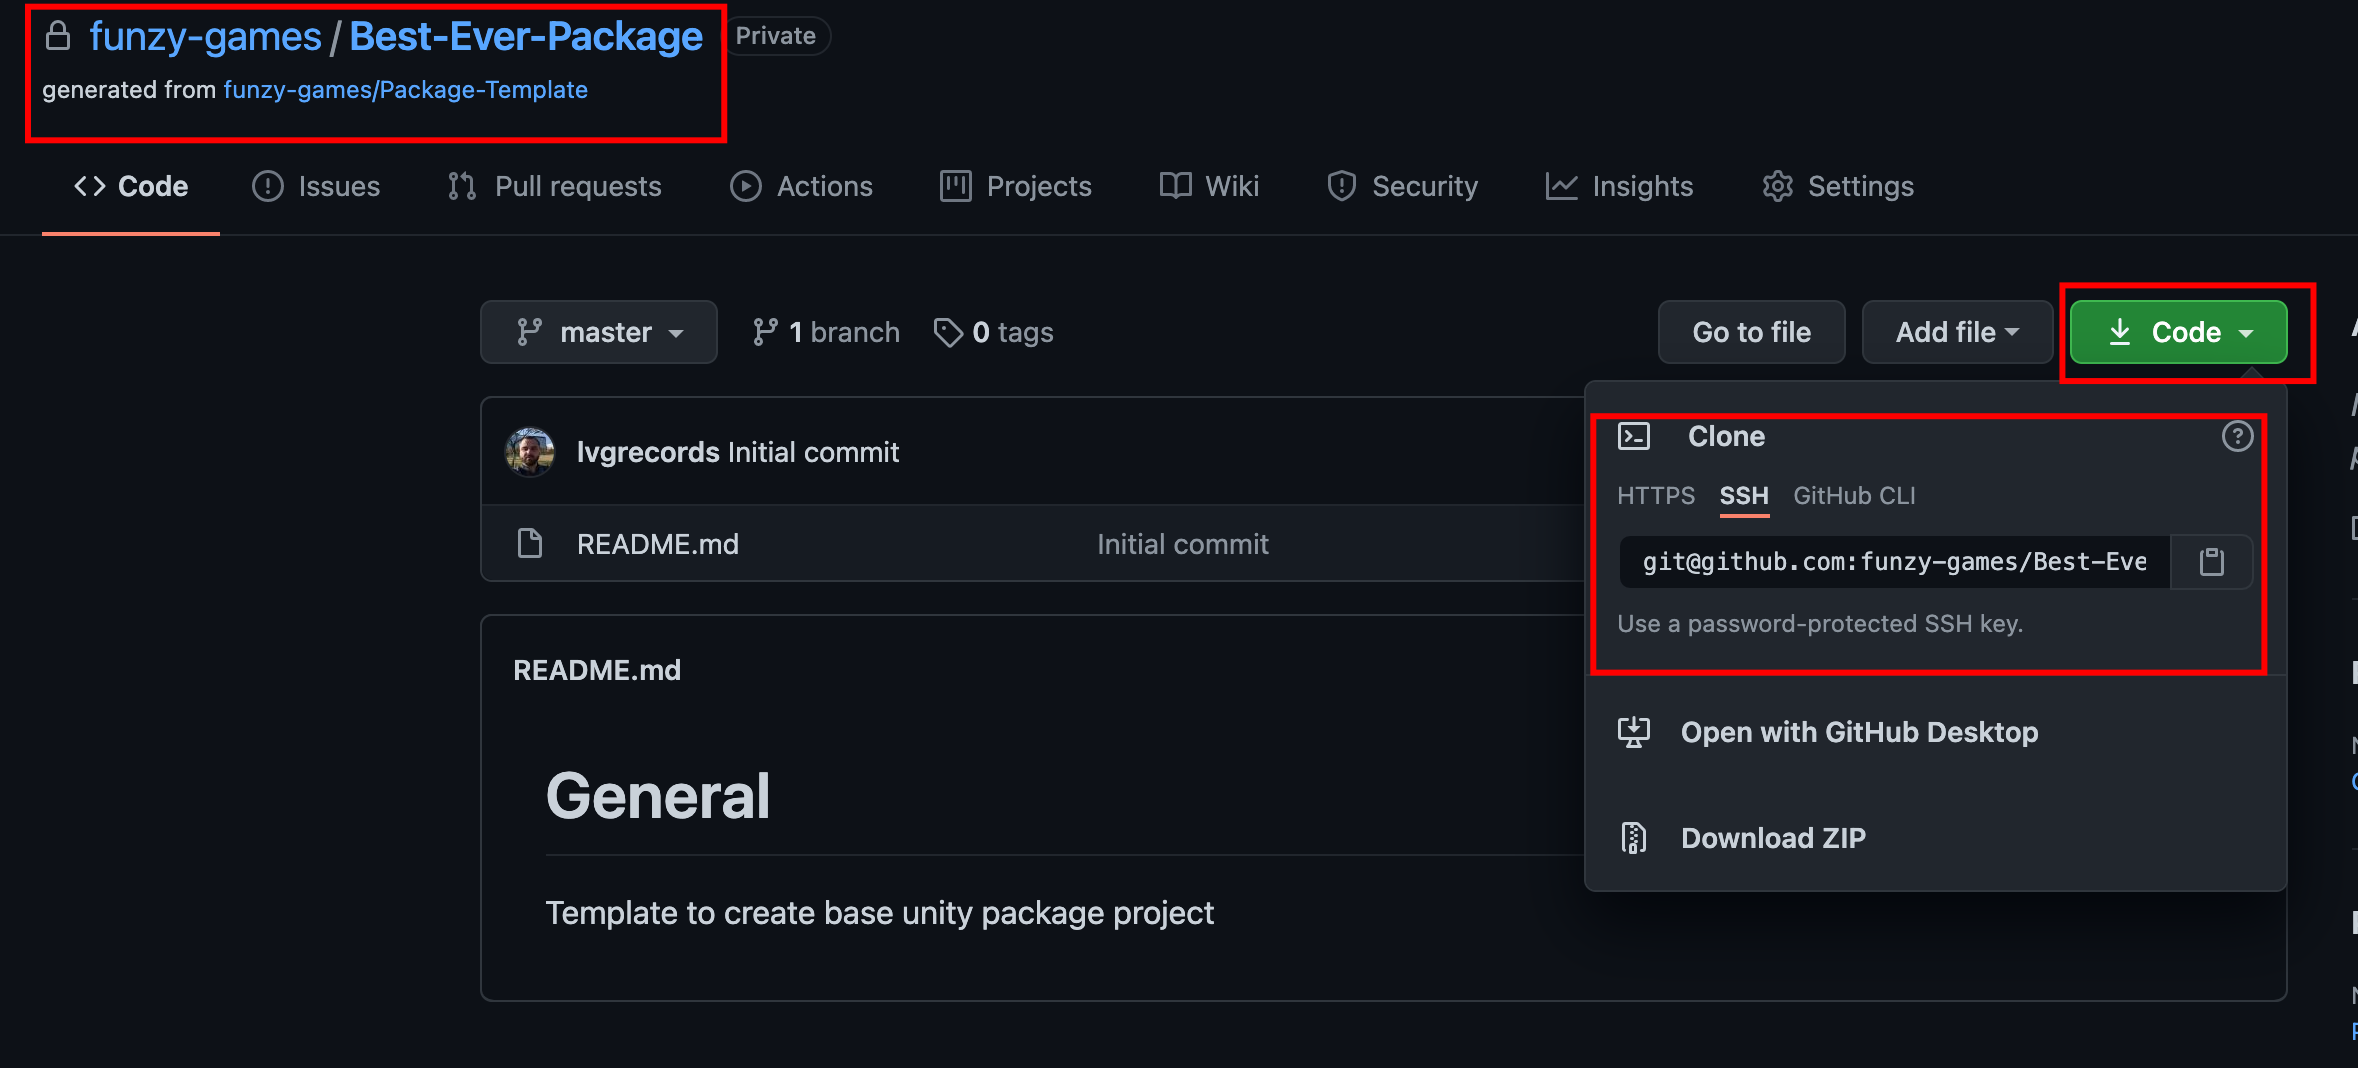 funzy-games / Best-Ever-Package Private
generated from funzy-games/Package-Template
Code Issues Pull requests Actions Projects Wiki Security Insights Settings
master 1 branch 0 tags Go to file Add file Code
lvgrecords Initial commit
README.md Initial commit
Clone
HTTPS SSH GitHub CLI
git@github.com:funzy-games/Best-Eve
Use a password-protected SSH key.
Open with GitHub Desktop
Download ZIP
README.md
General
Template to create base unity package project